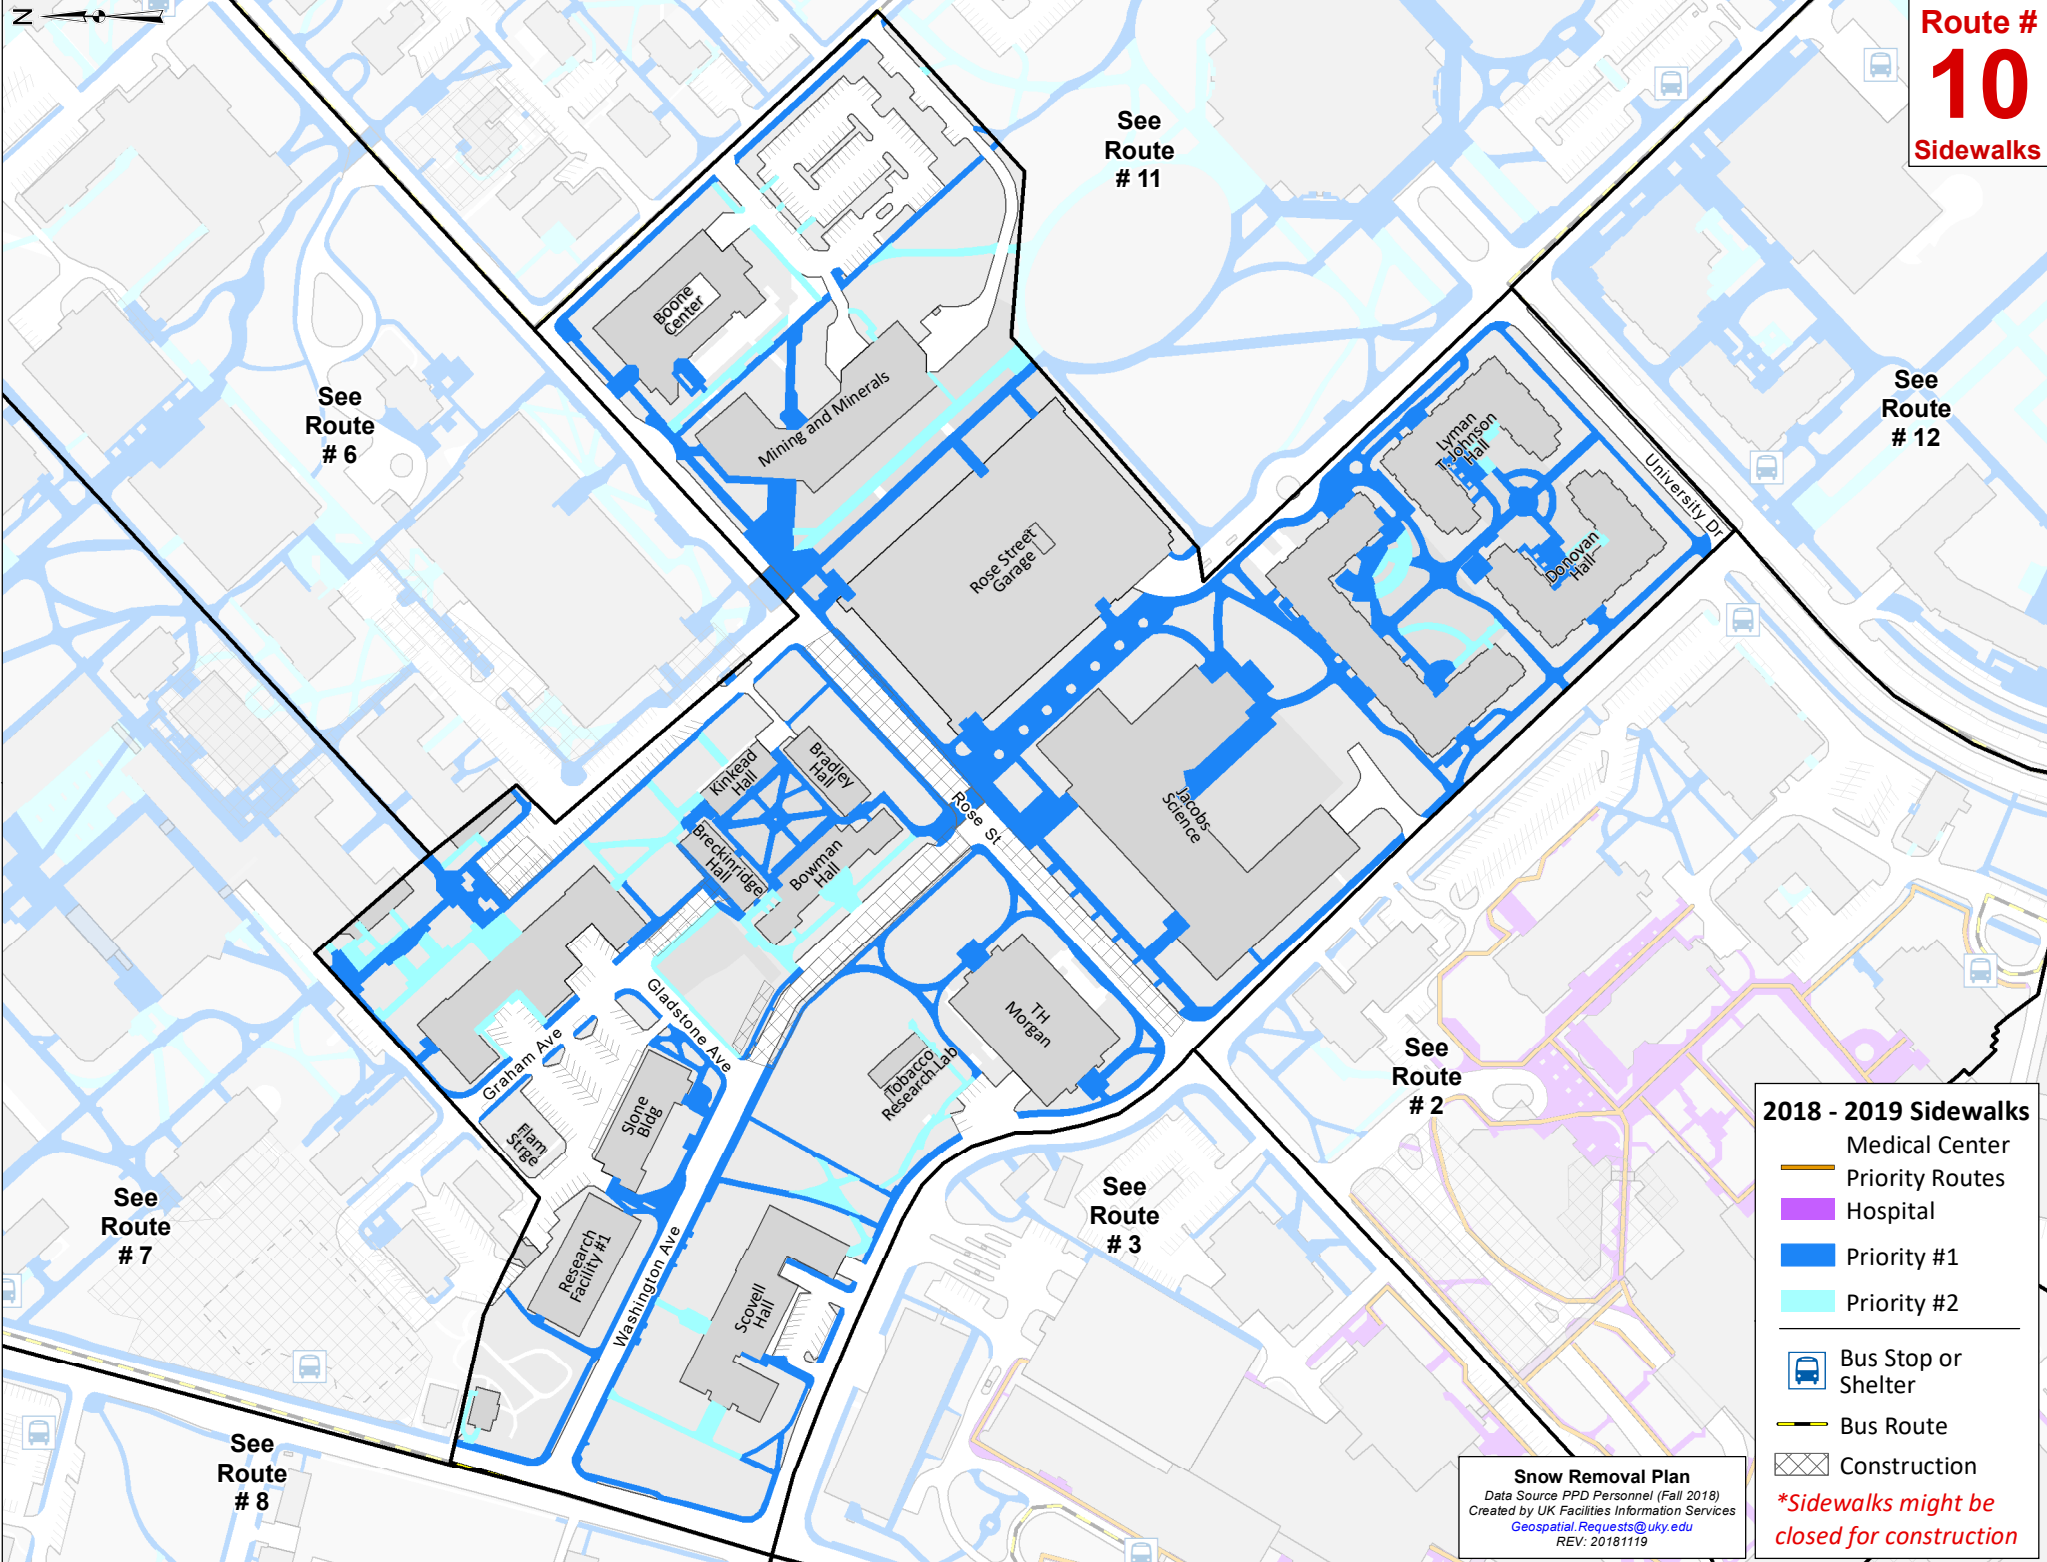 N
Route #
10
Sidewalks
See
Route
# 11
See
Route
# 6
See
Route
# 12
Boone
Center
Mining and Minerals
Lyman
T. Johnson
Hall
University Dr
Donovan
Hall
Rose Street
Garage
Kinkead
Hall
Bradley
Hall
Rose St
Jacobs
Science
Breckinridge
Hall
Bowman
Hall
Gladstone Ave
TH
Morgan
Graham Ave
Tobacco
Research Lab
Slone
Bldg
Flam
Strge
See
Route
# 2
See
Route
# 7
See
Route
# 3
Research
Facility #1
Washington Ave
Scovell
Hall
See
Route
# 8
2018 - 2019 Sidewalks
Medical Center
Priority Routes
Hospital
Priority #1
Priority #2
Bus Stop or
Shelter
Bus Route
Construction
*Sidewalks might be
closed for construction
Snow Removal Plan
Data Source PPD Personnel (Fall 2018)
Created by UK Facilities Information Services
Geospatial.Requests@uky.edu
REV: 20181119